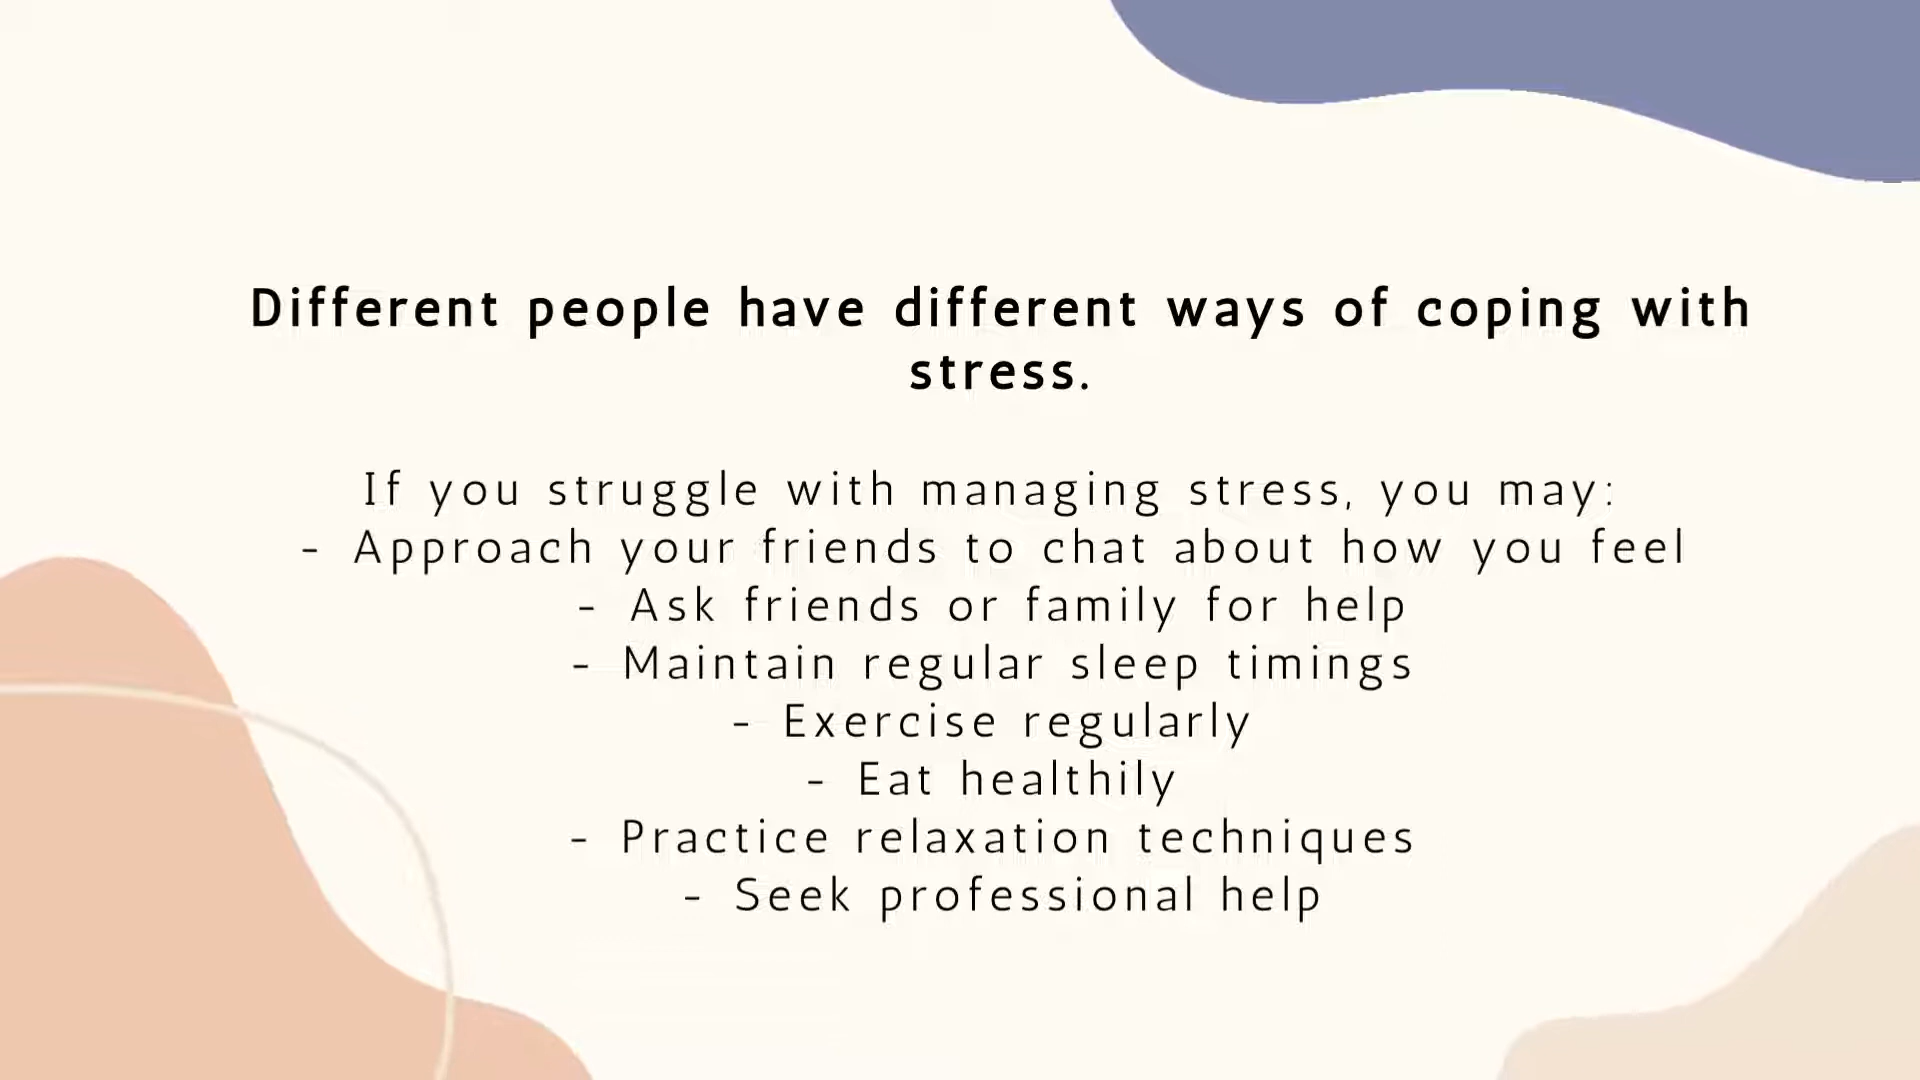 Different people have different ways of coping with
stress.
If you struggle with managing stress, you may:
- Approach your friends to chat about how you feel
- Ask friends or family for help
- Maintain regular sleep timings
- Exercise regularly
- Eat healthily
- Practice relaxation techniques
- Seek professional help